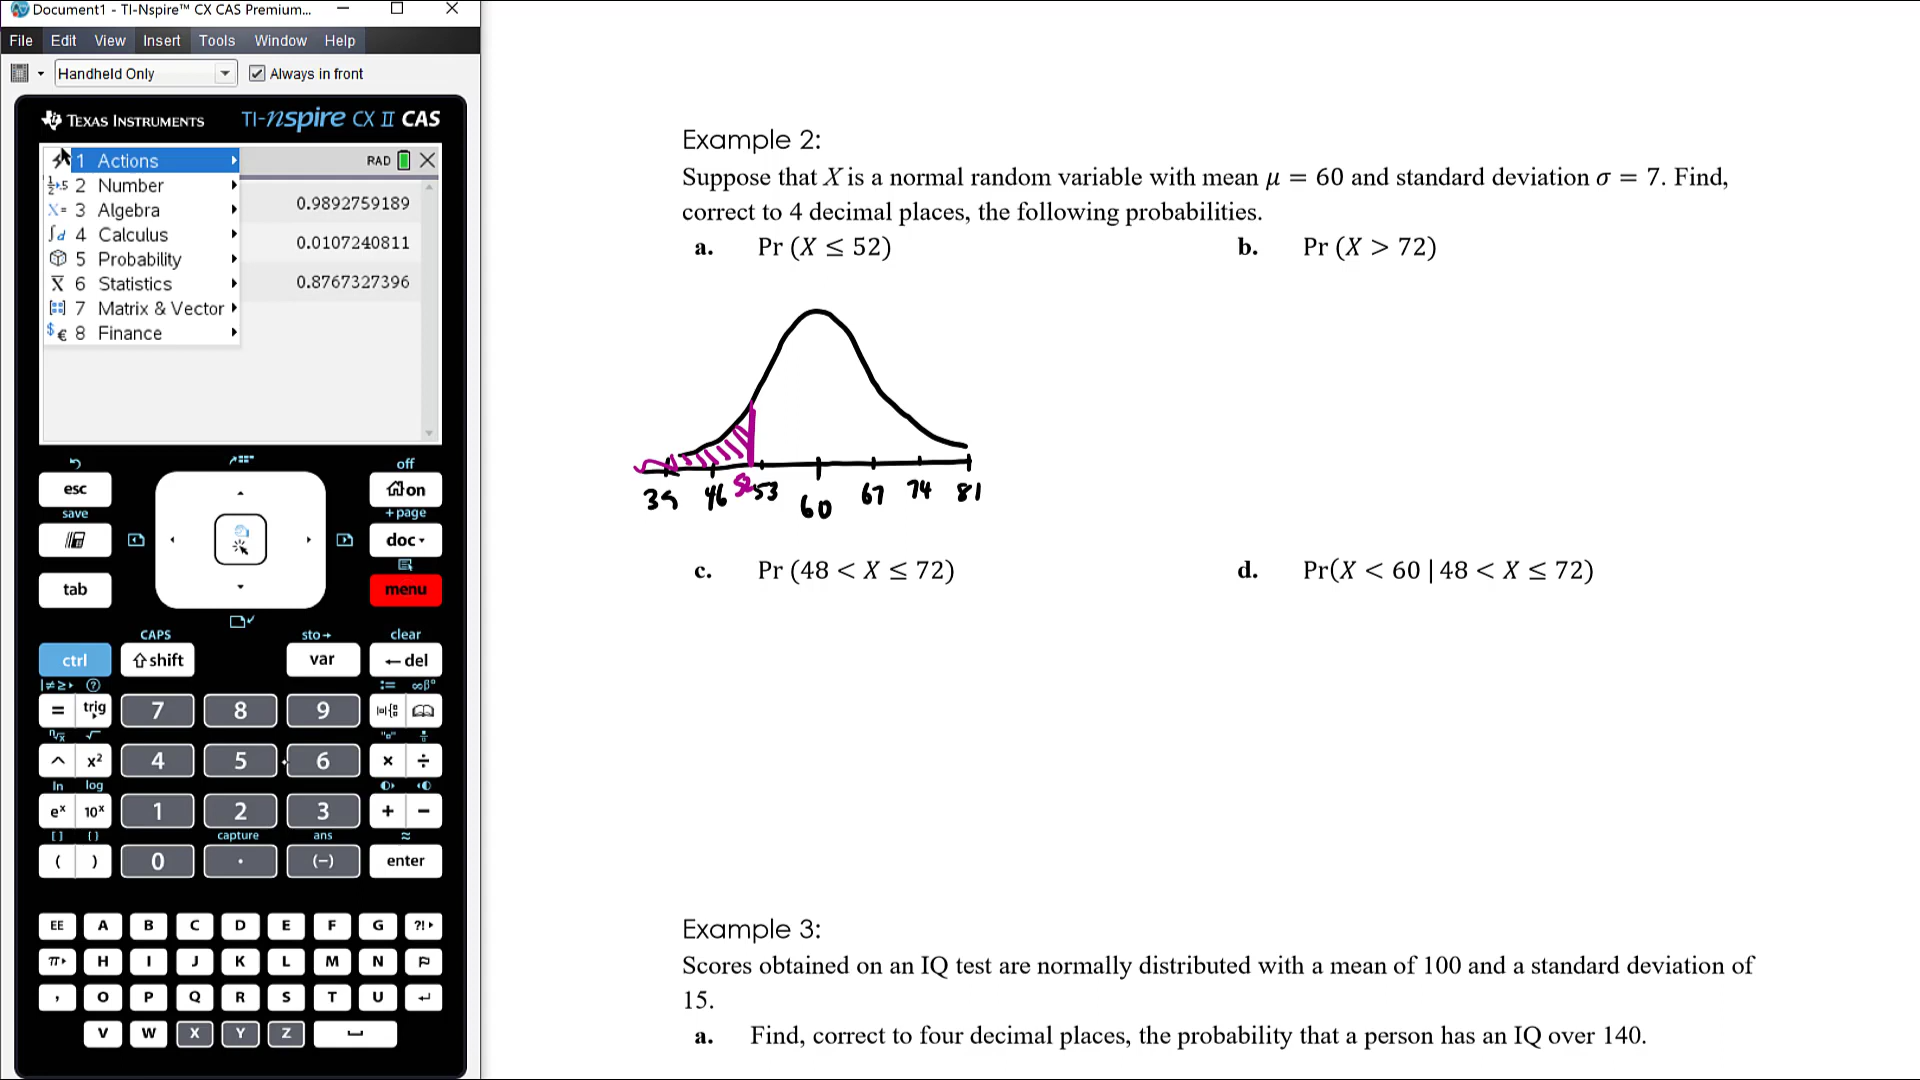 Document1 - TI-Nspire™ CX CAS Premium...
File Edit View Insert Tools Window Help
Handheld Only Always in front
TEXAS INSTRUMENTS TI-nspire CX II CAS
1 Actions RAD
2 Number 0.9892759189
3 Algebra
4 Calculus 0.0107240811
5 Probability
6 Statistics 0.8767327396
7 Matrix & Vector
8 Finance
off
esc on
save + page
doc
tab menu
CAPS sto→ clear
ctrl shift var ←del
|≠≥▸ ? := ∞β°
= trig 7 8 9
^ x² 4 5 6 × ÷
ln log
eˣ 10ˣ 1 2 3 + −
[ ] { } capture ans ≈
( ) 0 . (−) enter
EE A B C D E F G ?!▸
π▸ H I J K L M N
, O P Q R S T U
V W X Y Z
Example 2:
Suppose that X is a normal random variable with mean μ = 60 and standard deviation σ = 7. Find,
correct to 4 decimal places, the following probabilities.
a. Pr (X ≤ 52) b. Pr (X > 72)
39 46 52 53 60 67 74 81
c. Pr (48 < X ≤ 72) d. Pr(X < 60 | 48 < X ≤ 72)
Example 3:
Scores obtained on an IQ test are normally distributed with a mean of 100 and a standard deviation of
15.
a. Find, correct to four decimal places, the probability that a person has an IQ over 140.